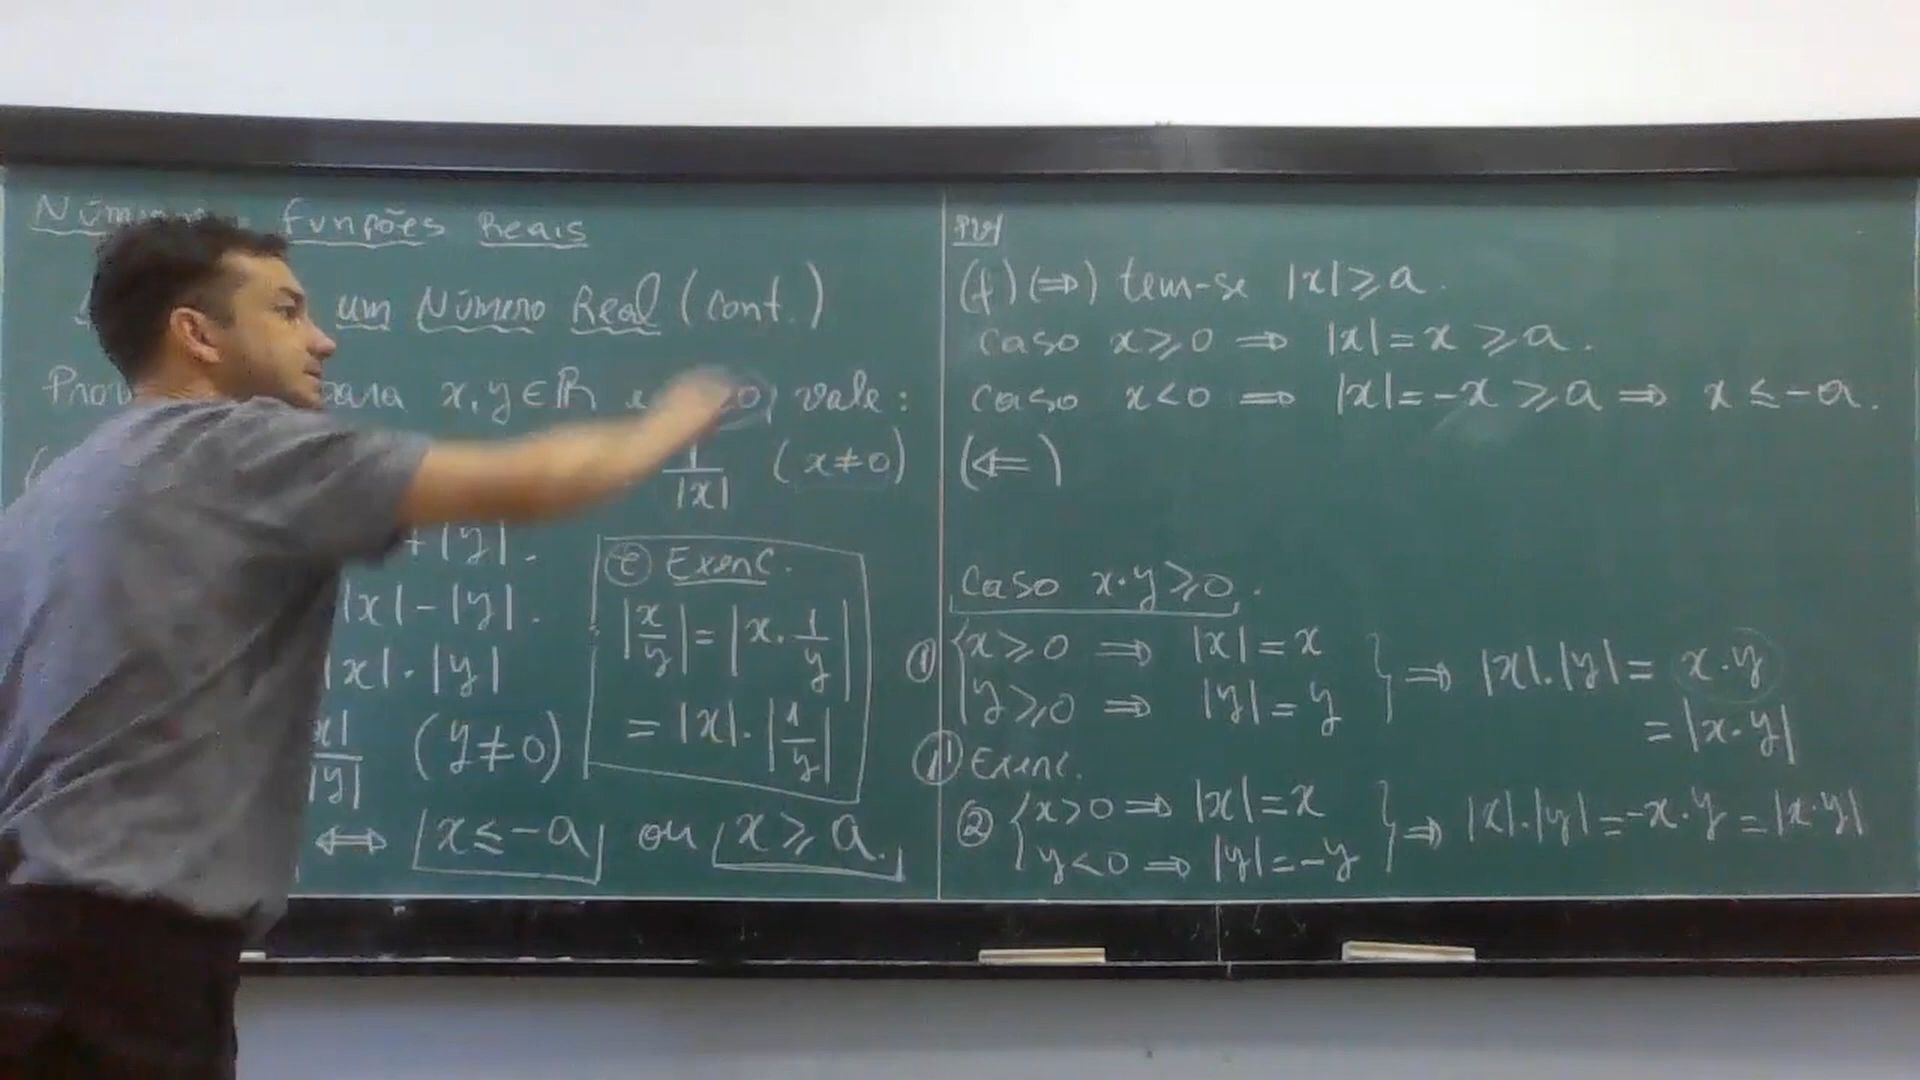 Funções Reais
um Número Real (cont.)
para x, y ∈ ℝ e 0, vale:
1/|x| (x≠0)
+|y|.
|x|-|y|.
|x|·|y|
|x|/|y| (y≠0)
⟺ x≤-a ou x≥a.
(e) Exerc.
|x/y|=|x·1/y|
=|x|·|1/y|
(f)(⇒) tem-se |x|≥a.
caso x≥0 ⇒ |x|=x≥a.
caso x<0 ⇒ |x|=-x≥a ⇒ x≤-a.
(⇐)
Caso x·y≥0.
① {x≥0 ⇒ |x|=x
y≥0 ⇒ |y|=y} ⇒ |x|.|y|= x·y
=|x·y|
①' Exerc.
② {x>0 ⇒ |x|=x
y<0 ⇒ |y|=-y} ⇒ |x|.|y|=-x·y=|x·y|